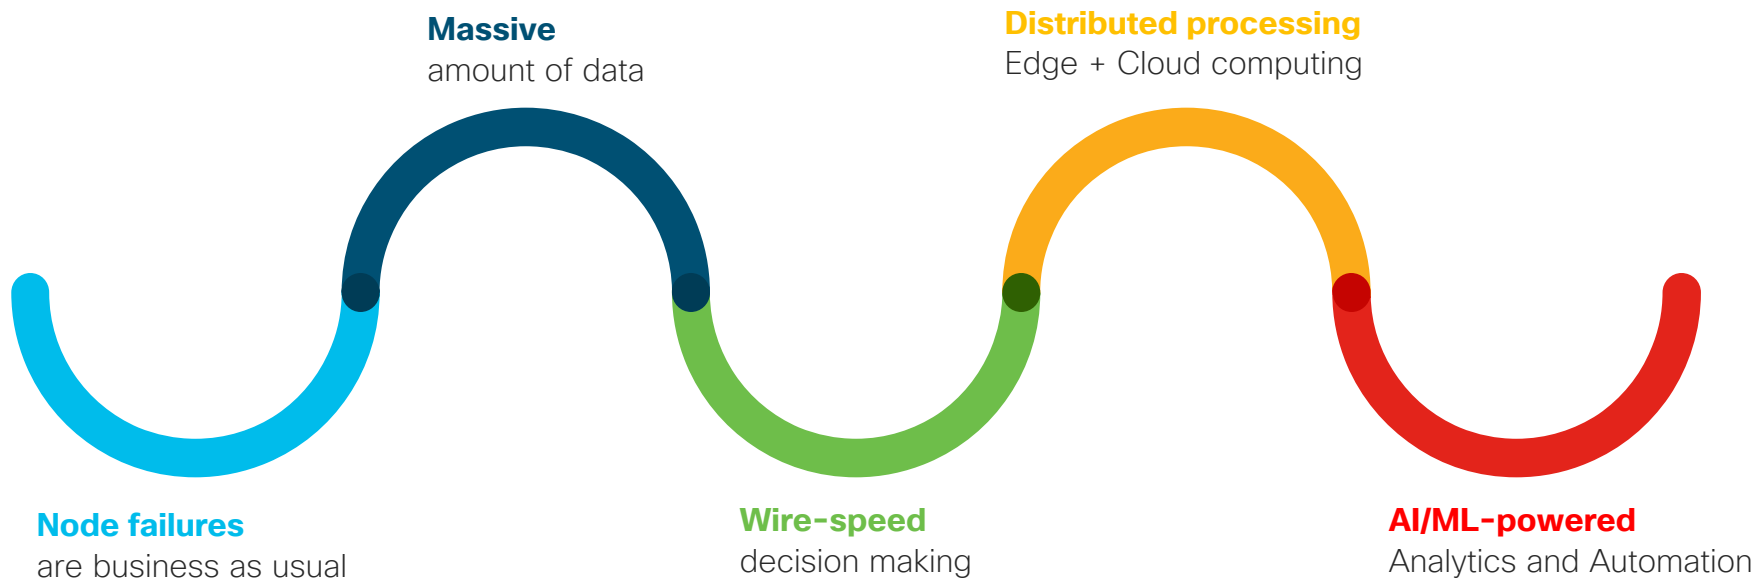 Massive
amount of data
Distributed processing
Edge + Cloud computing
Node failures
are business as usual
Wire-speed
decision making
AI/ML-powered
Analytics and Automation